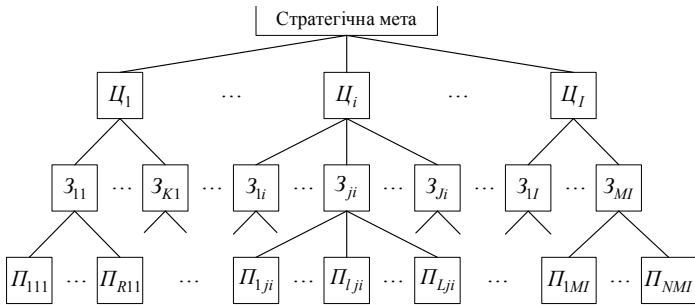 Стратегічна мета
Ц1 … Цi … ЦI
З11 … ЗK1 … З1i … Зji … ЗJi … З1I … ЗMI
П111 … ПR11 … П1ji … Пlji … ПLji … П1MI … ПNMI